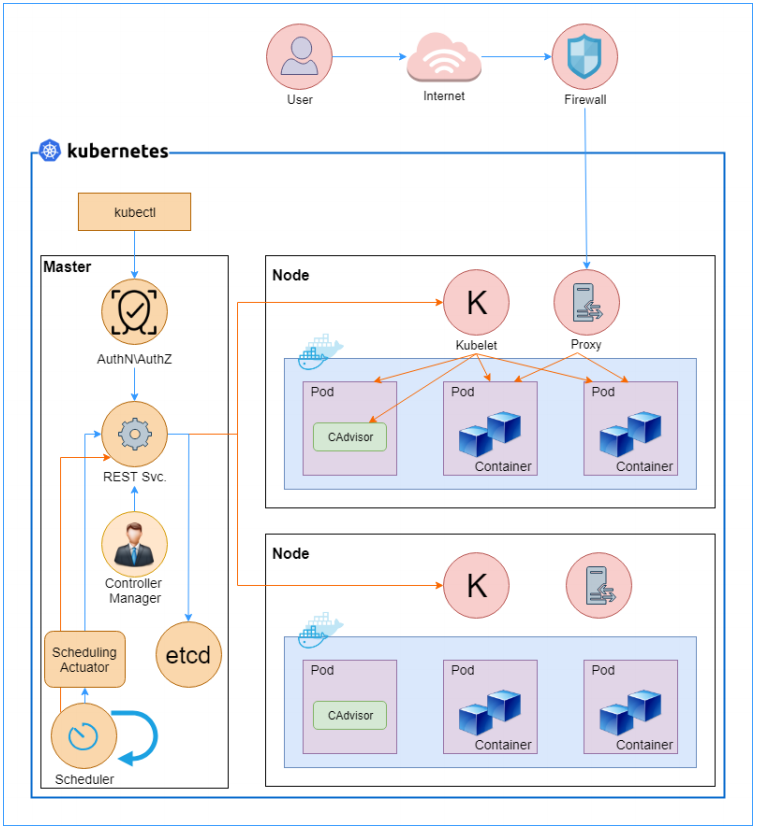 User
Internet
Firewall
kubernetes
kubectl
Master
AuthN\AuthZ
REST Svc.
Controller
Manager
Scheduling
Actuator
etcd
Scheduler
Node
K
Kubelet
Proxy
Pod
CAdvisor
Pod
Container
Pod
Container
Node
K
Pod
CAdvisor
Pod
Container
Pod
Container